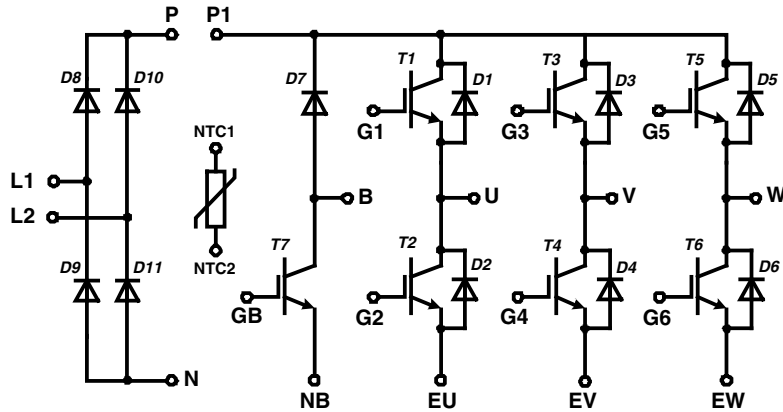 P P1
D8 D10 D7 T1 D1 T3 D3 T5 D5
G1 G3 G5
NTC1
L1 B U V W
L2
NTC2
D9 D11 T7 T2 D2 T4 D4 T6 D6
GB G2 G4 G6
N
NB EU EV EW